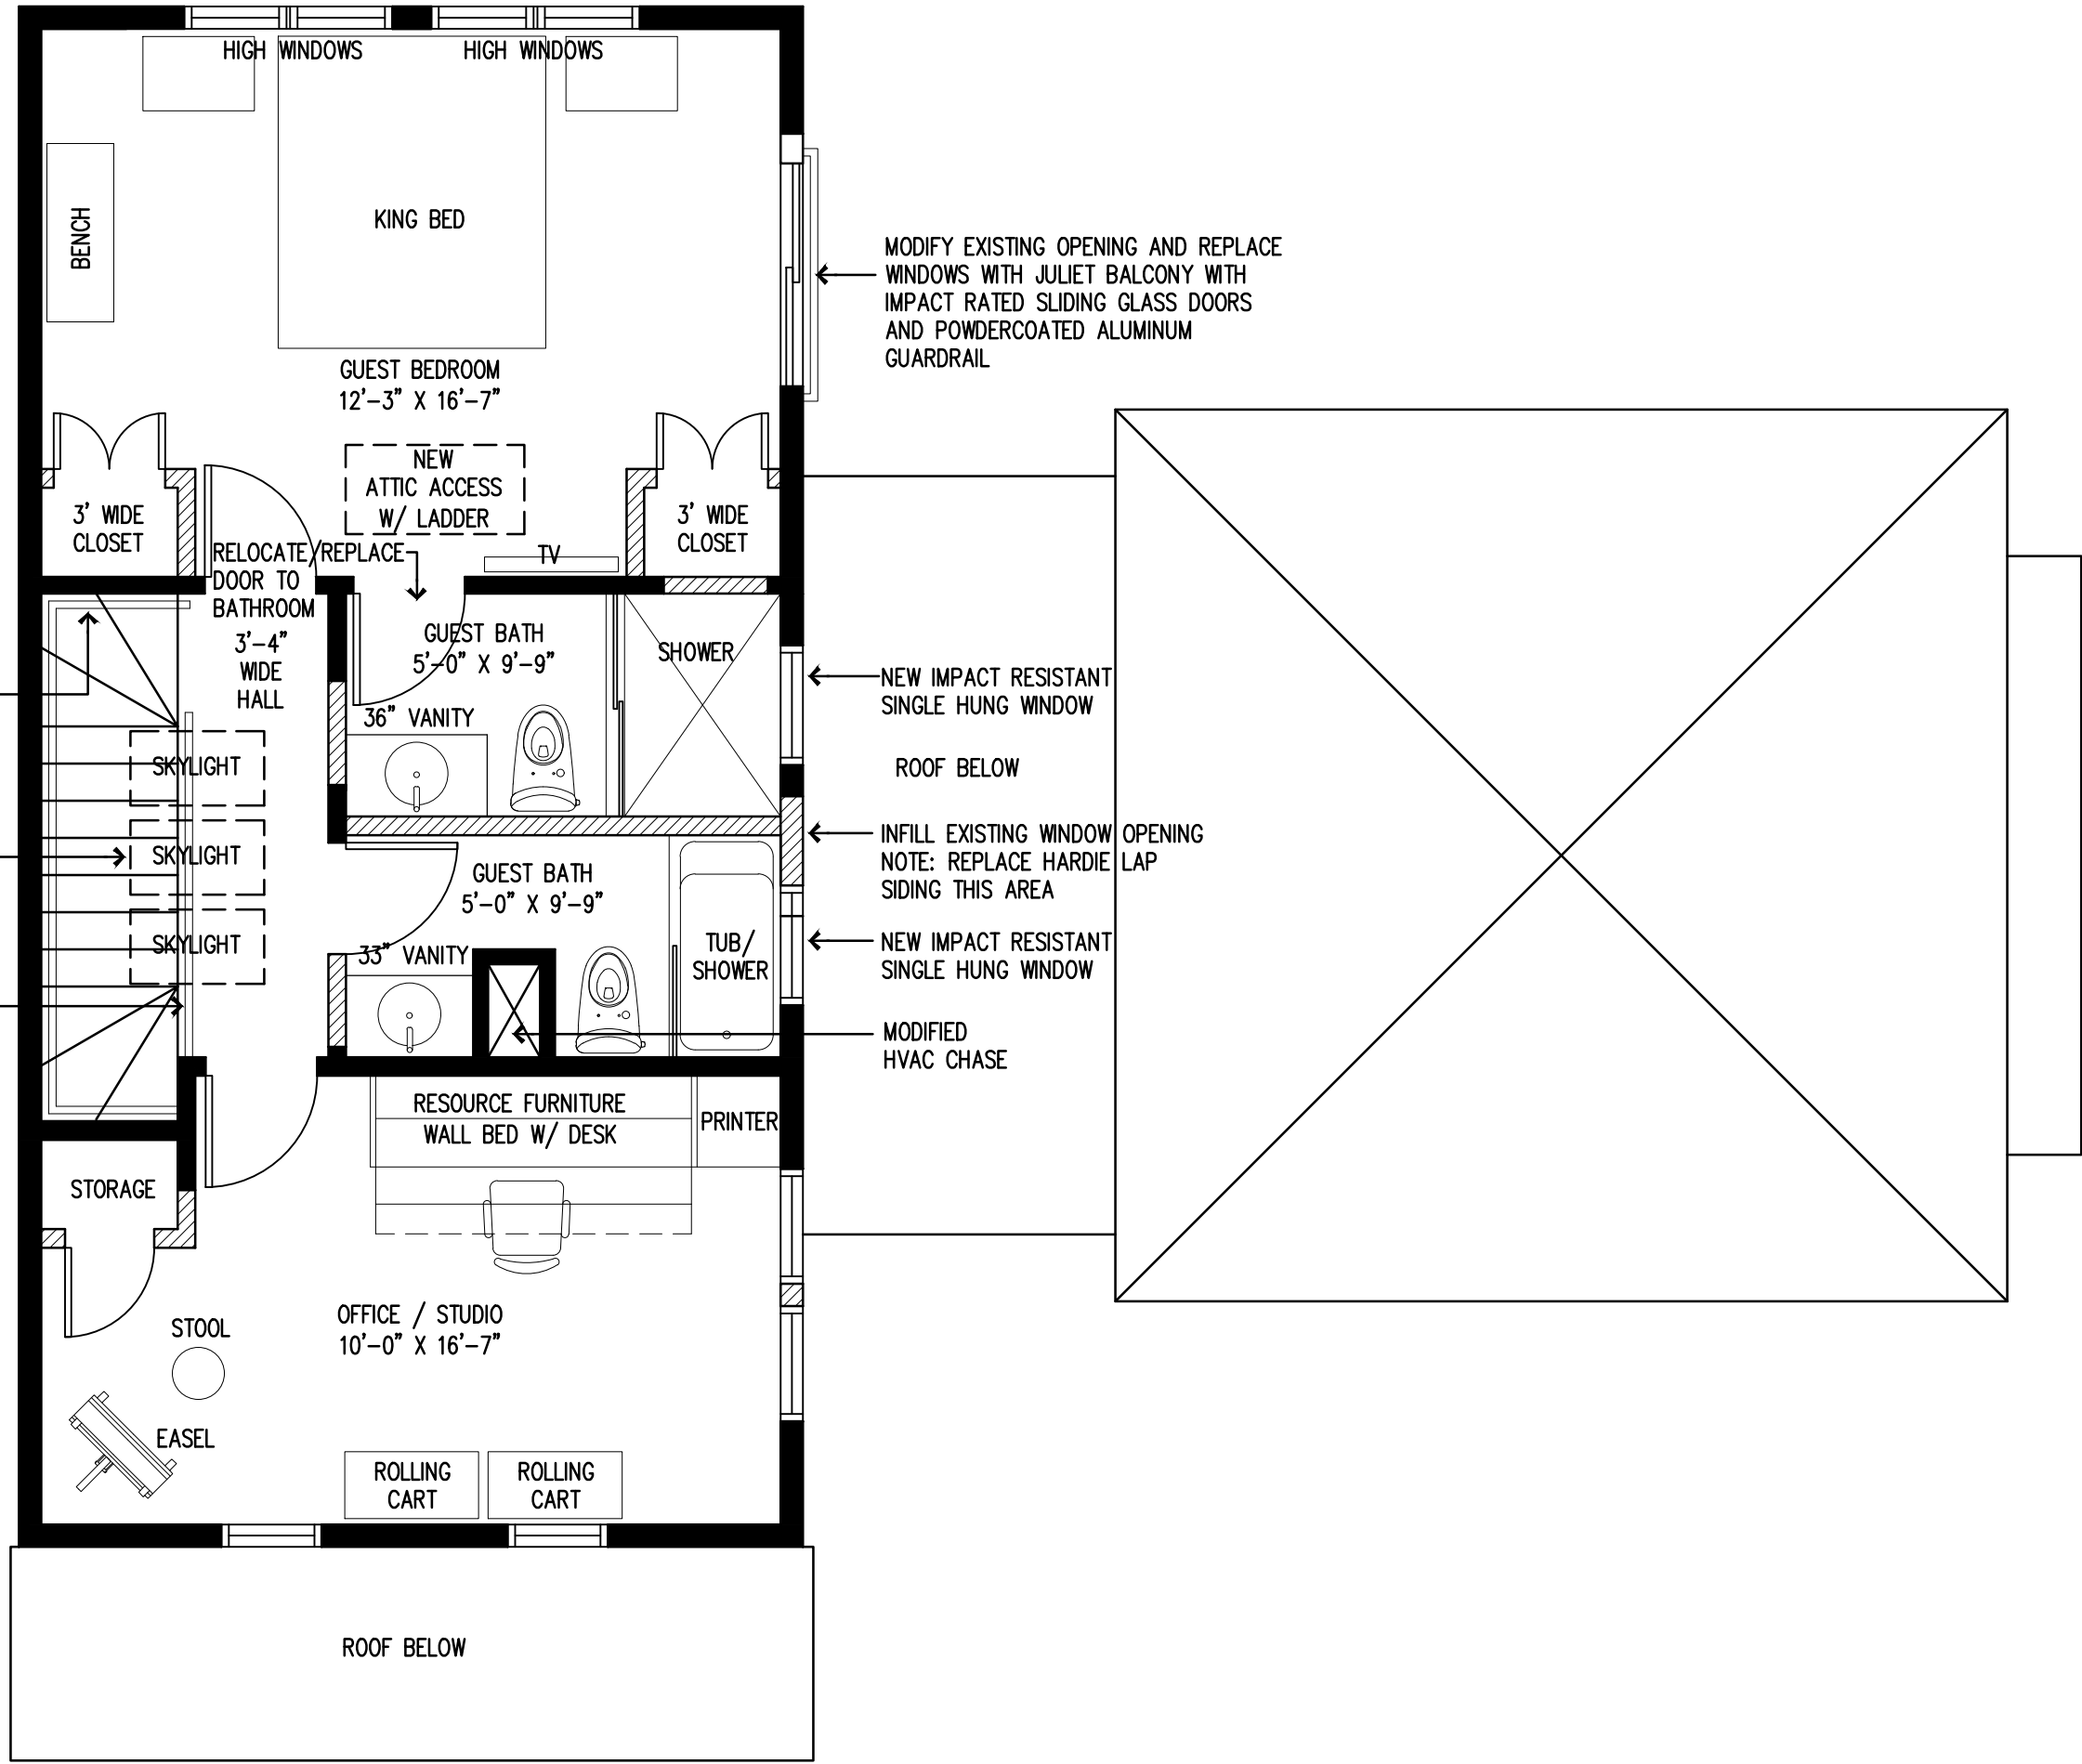 HIGH WINDOWS
HIGH WINDOWS
BENCH
KING BED
MODIFY EXISTING OPENING AND REPLACE
WINDOWS WITH JULIET BALCONY WITH
IMPACT RATED SLIDING GLASS DOORS
AND POWDERCOATED ALUMINUM
GUARDRAIL
GUEST BEDROOM
12'-3" X 16'-7"
NEW
ATTIC ACCESS
W/ LADDER
3' WIDE
CLOSET
3' WIDE
CLOSET
TV
RELOCATE/REPLACE
DOOR TO
BATHROOM
3'-4"
WIDE
HALL
GUEST BATH
5'-0" X 9'-9"
SHOWER
NEW IMPACT RESISTANT
SINGLE HUNG WINDOW
36" VANITY
SKYLIGHT
ROOF BELOW
INFILL EXISTING WINDOW OPENING
NOTE: REPLACE HARDIE LAP
SIDING THIS AREA
SKYLIGHT
GUEST BATH
5'-0" X 9'-9"
SKYLIGHT
33" VANITY
TUB/
SHOWER
NEW IMPACT RESISTANT
SINGLE HUNG WINDOW
MODIFIED
HVAC CHASE
RESOURCE FURNITURE
WALL BED W/ DESK
PRINTER
STORAGE
OFFICE / STUDIO
10'-0" X 16'-7"
STOOL
EASEL
ROLLING
CART
ROLLING
CART
ROOF BELOW